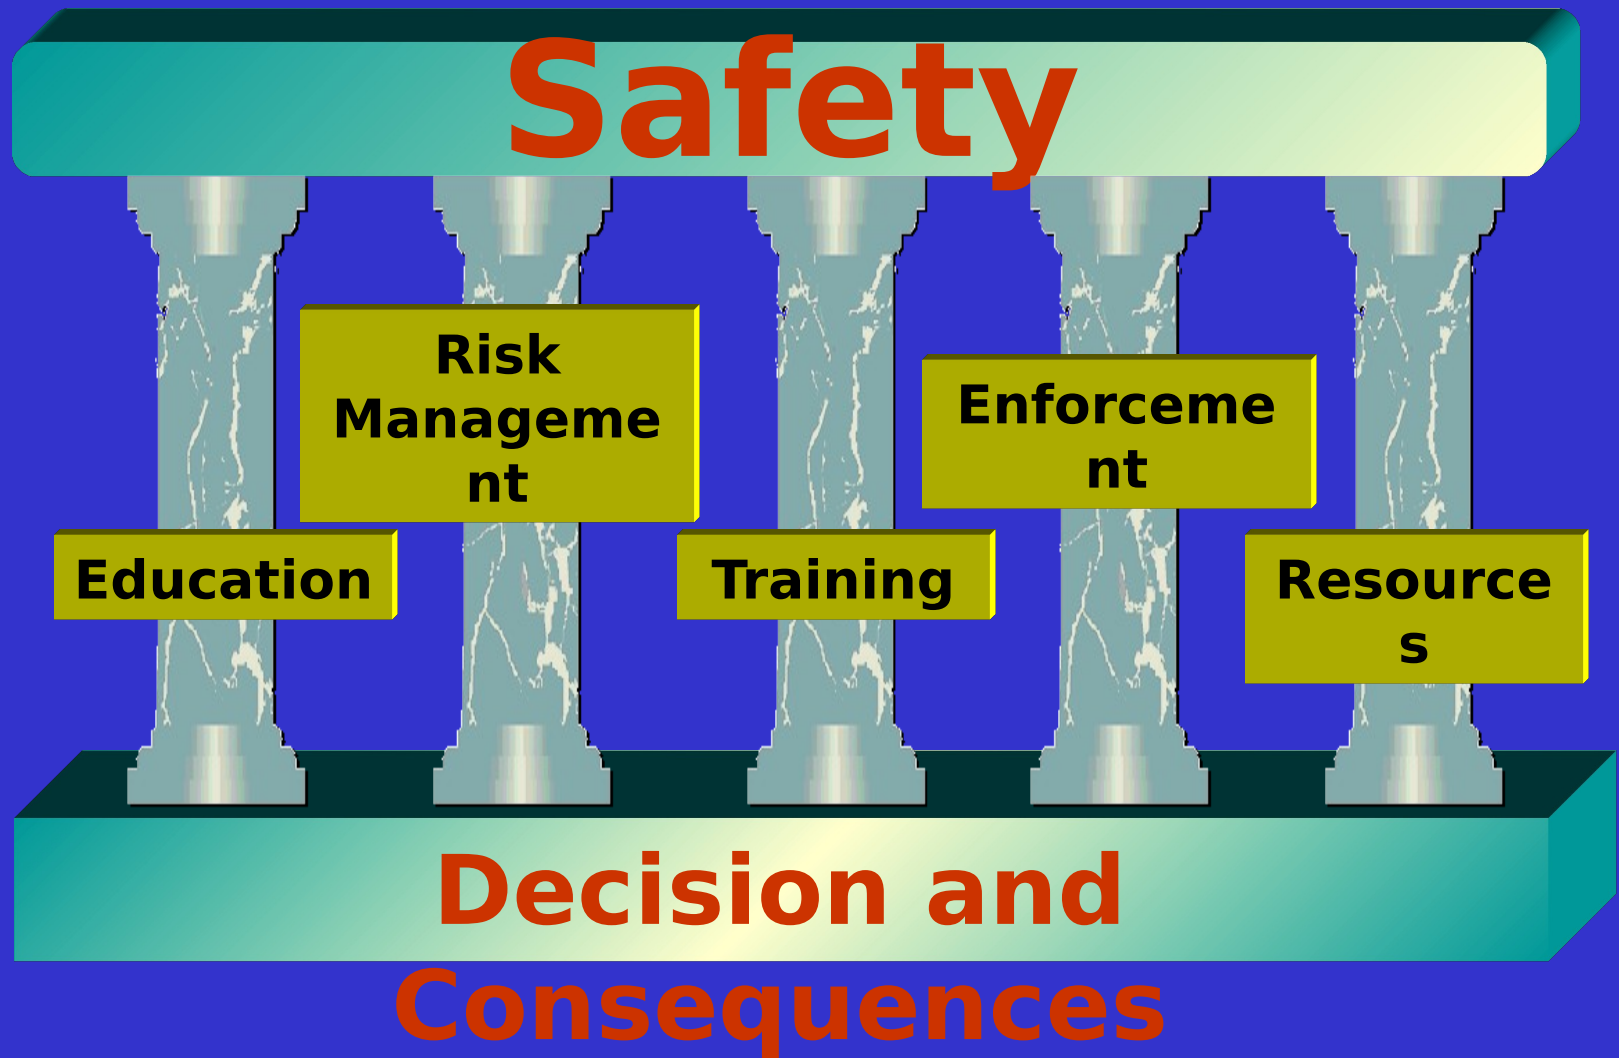 Safety
Risk
Manageme
nt
Enforceme
nt
Education
Training
Resource
s
Decision and
Consequences